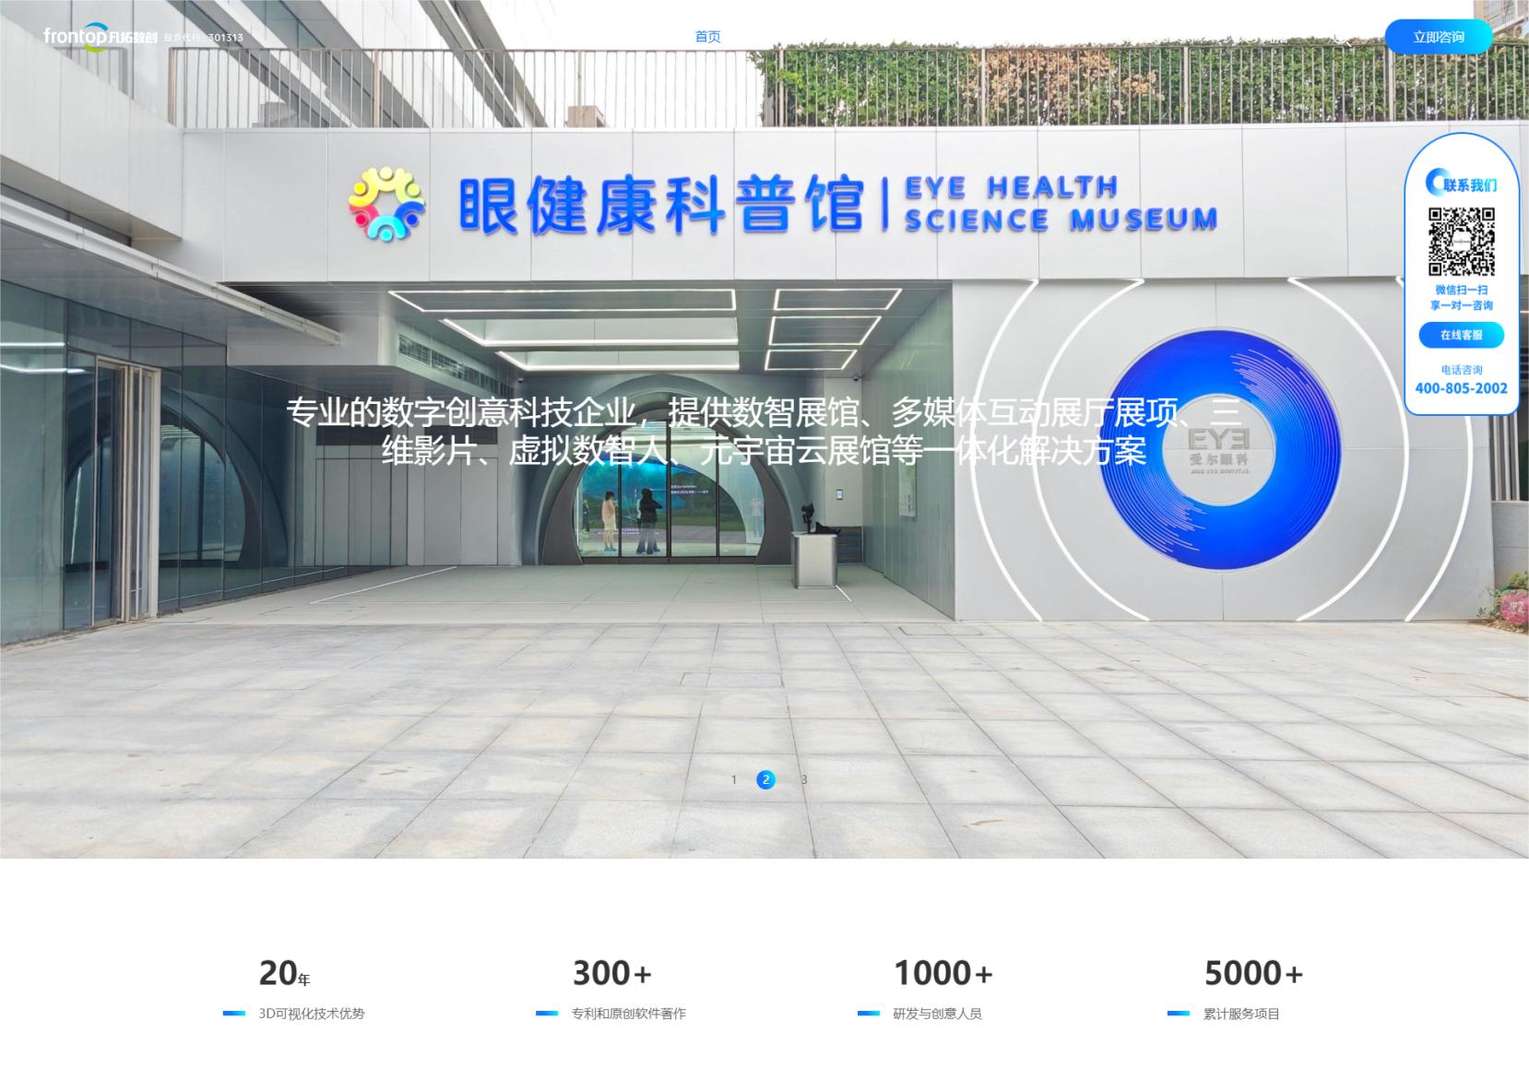 frontop凡拓数创 股票代码:301313
首页
立即咨询
眼健康科普馆 EYE HEALTH
SCIENCE MUSEUM
联系我们
微信扫一扫
享一对一咨询
在线客服
电话咨询
400-805-2002
专业的数字创意科技企业，提供数智展馆、多媒体互动展厅展项、三
维影片、虚拟数智人、元宇宙云展馆等一体化解决方案
爱尔眼科
1 2 3
20年
3D可视化技术优势
300+
专利和原创软件著作
1000+
研发与创意人员
5000+
累计服务项目